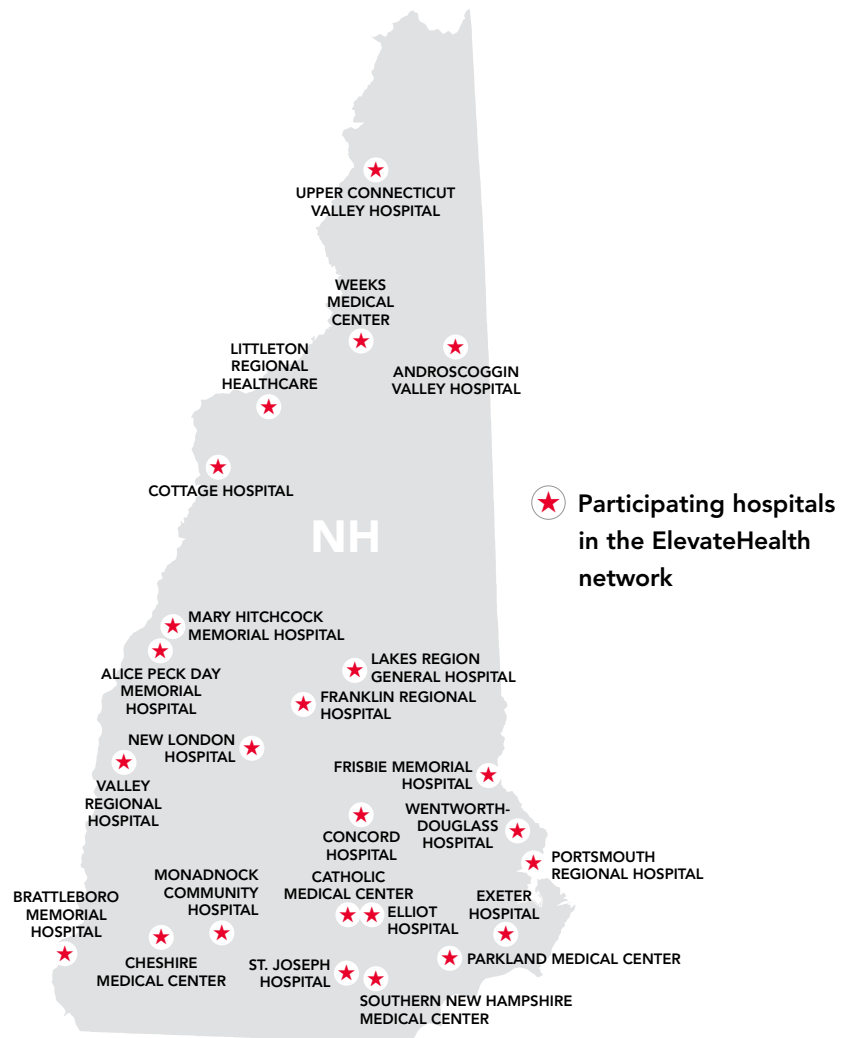 UPPER CONNECTICUT
VALLEY HOSPITAL
WEEKS
MEDICAL
CENTER
LITTLETON
REGIONAL
HEALTHCARE
ANDROSCOGGIN
VALLEY HOSPITAL
COTTAGE HOSPITAL
Participating hospitals
in the ElevateHealth
network
NH
MARY HITCHCOCK
MEMORIAL HOSPITAL
ALICE PECK DAY
MEMORIAL
HOSPITAL
LAKES REGION
GENERAL HOSPITAL
FRANKLIN REGIONAL
HOSPITAL
NEW LONDON
HOSPITAL
VALLEY
REGIONAL
HOSPITAL
FRISBIE MEMORIAL
HOSPITAL
WENTWORTH-
DOUGLASS
HOSPITAL
CONCORD
HOSPITAL
PORTSMOUTH
REGIONAL HOSPITAL
MONADNOCK
COMMUNITY
HOSPITAL
CATHOLIC
MEDICAL CENTER
ELLIOT
HOSPITAL
EXETER
HOSPITAL
BRATTLEBORO
MEMORIAL
HOSPITAL
CHESHIRE
MEDICAL CENTER
ST. JOSEPH
HOSPITAL
PARKLAND MEDICAL CENTER
SOUTHERN NEW HAMPSHIRE
MEDICAL CENTER